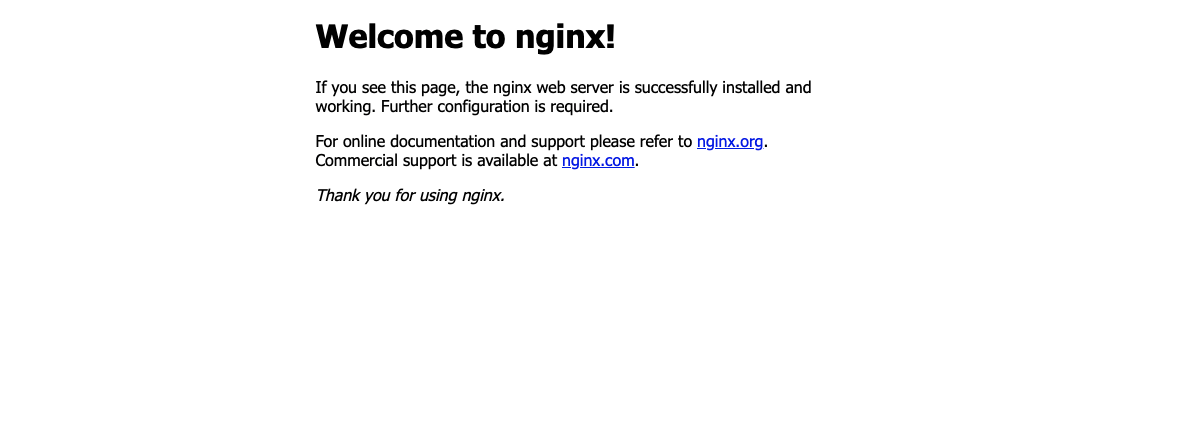 Welcome to nginx!
If you see this page, the nginx web server is successfully installed and
working. Further configuration is required.
For online documentation and support please refer to nginx.org.
Commercial support is available at nginx.com.
Thank you for using nginx.